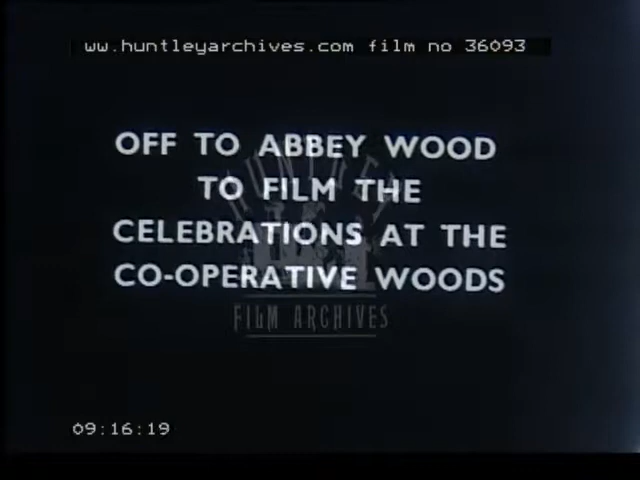 ww.huntleyarchives.com film no 36093
OFF TO ABBEY WOOD
TO FILM THE
CELEBRATIONS AT THE
CO-OPERATIVE WOODS
HUNTLEY
FILM ARCHIVES
09:16:19